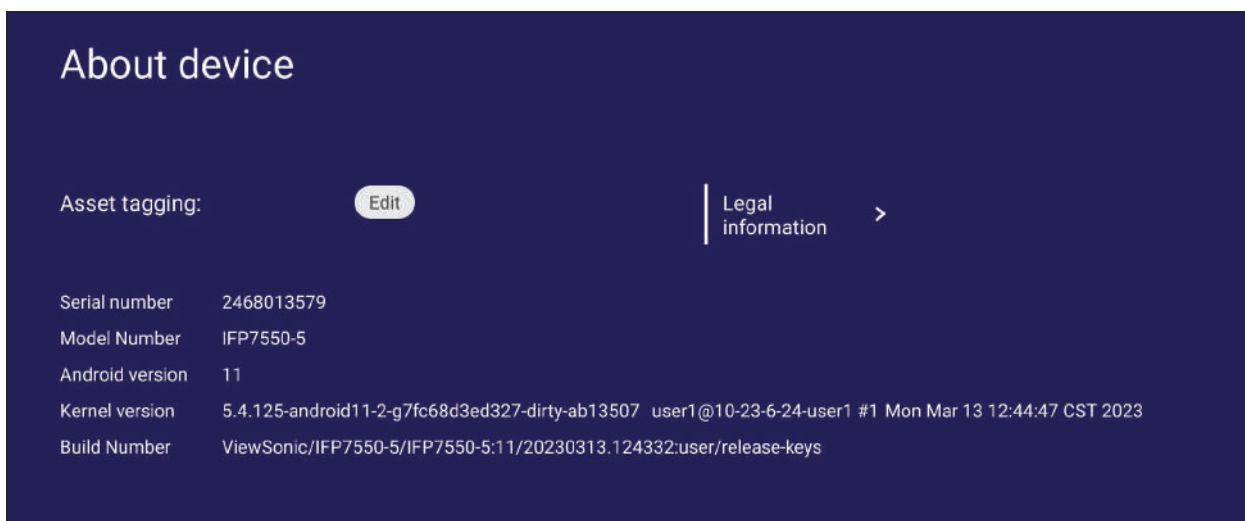 About device
Asset tagging:
Edit
Legal
information
>
Serial number 2468013579
Model Number IFP7550-5
Android version 11
Kernel version 5.4.125-android11-2-g7fc68d3ed327-dirty-ab13507 user1@10-23-6-24-user1 #1 Mon Mar 13 12:44:47 CST 2023
Build Number ViewSonic/IFP7550-5/IFP7550-5:11/20230313.124332:user/release-keys